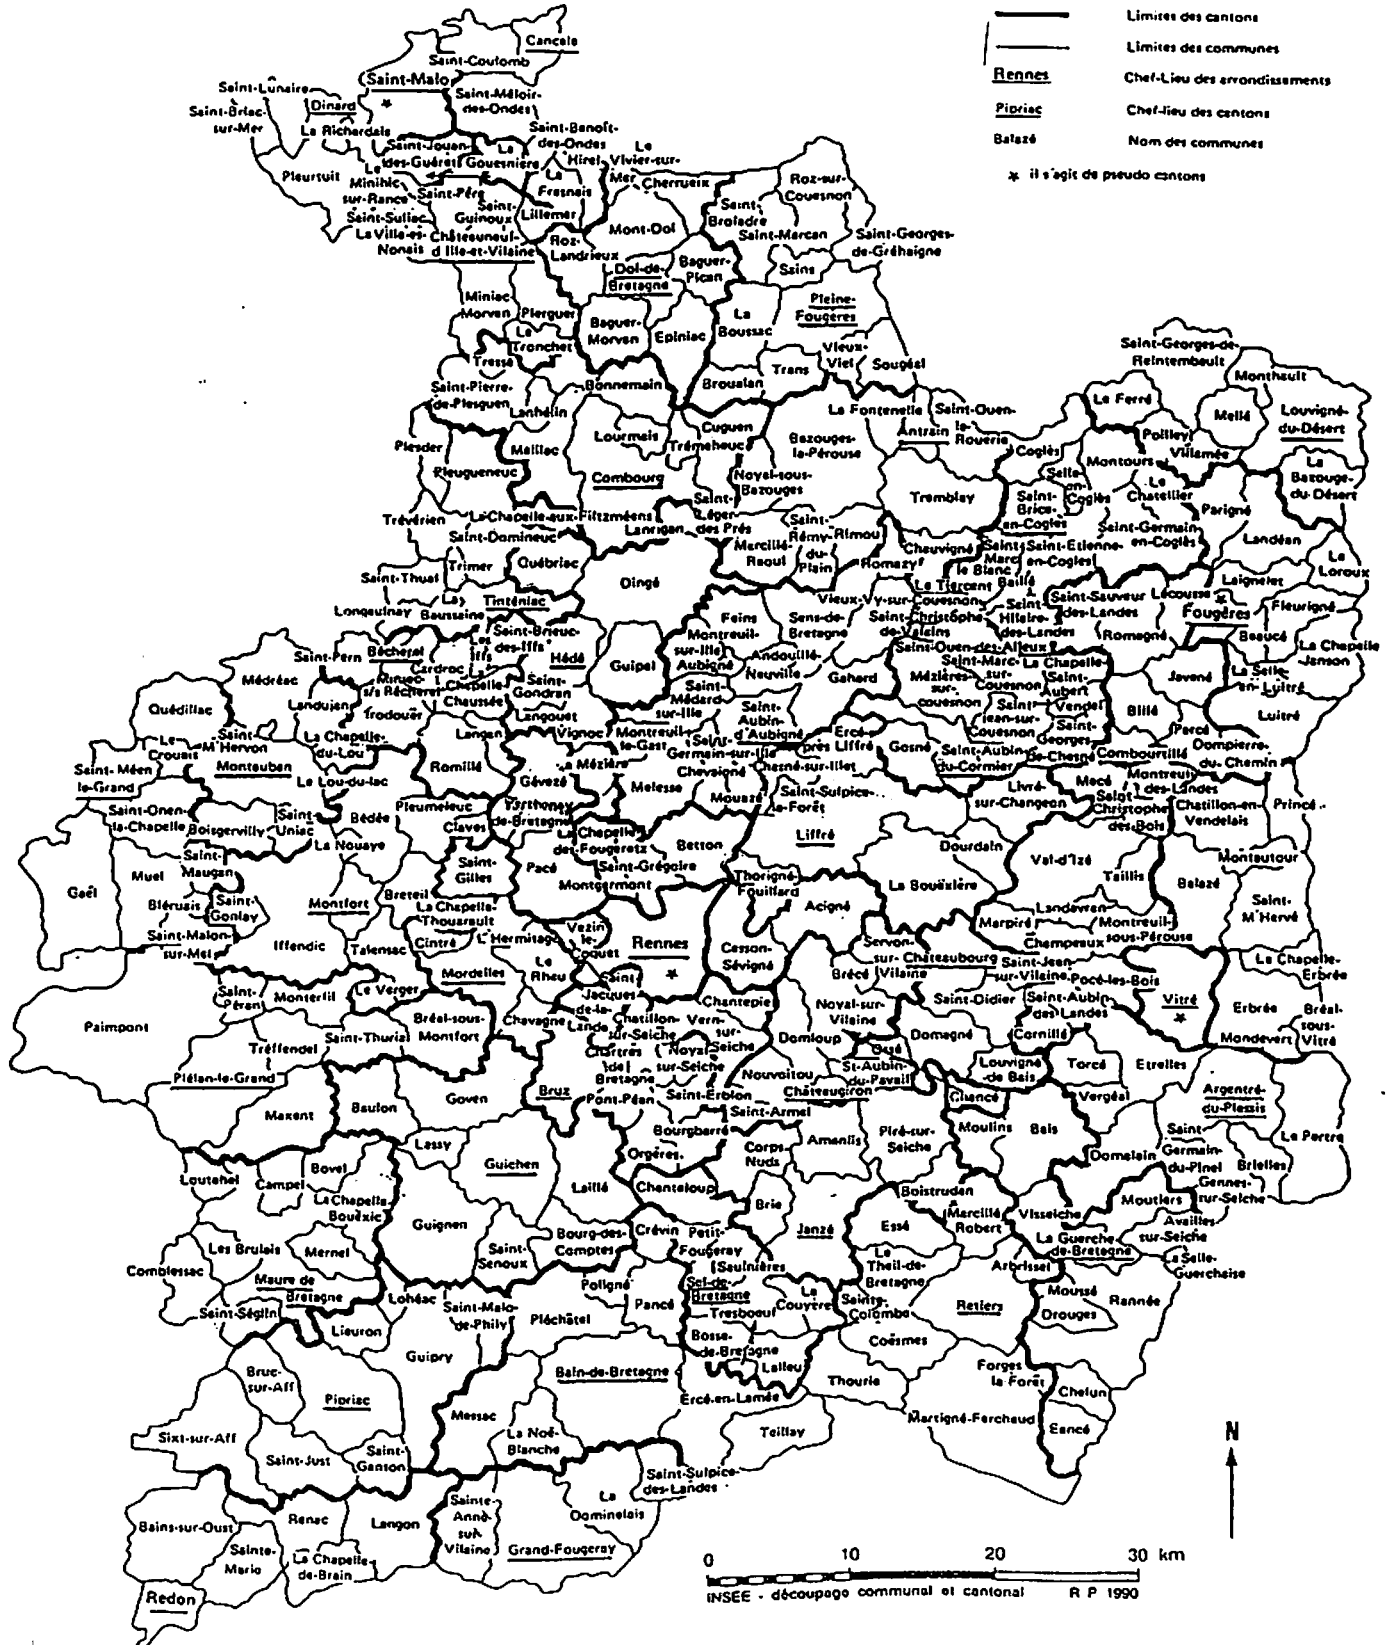 Limites des cantons
Limites des communes
Rennes Chef-Lieu des arrondissements
Pipriac Chef-lieu des cantons
Balazé Nom des communes
★ il s'agit de pseudo cantons
Cancale
Saint-Coulomb
Saint-Malo
Saint-Lunaire
Dinard
Saint-Méloir-
des-Ondes
Saint-Briac-
sur-Mer
La Richardais
Saint-Benoît-
des-Ondes
Saint-Jouan-
des-Guérets
La
Gouesnière
Hirel
Le
Vivier-sur-
Mer
Cherrueix
Pleurtuit
Le
Minihic
sur-Rance
Saint-Père
La
Fresnais
Roz-sur-
Couesnon
Saint-Suliac
Saint-
Guinoux
Lillemer
Mont-Dol
Saint-
Broladre
Saint-Marcan
Saint-Georges-
de-Gréhaigne
La Ville-es-
Nonais
Châteauneuf-
d'Ille-et-Vilaine
Roz-
Landrieux
Dol-de-
Bretagne
Baguer-
Pican
Sains
Miniac
Morvan
Plerguer
Baguer-
Morvan
Epiniac
La
Boussac
Pleine-
Fougères
Le
Tronchet
Tressé
Vieux-
Viel
Sougéal
Trans
Broualan
Saint-Georges-de-
Reintembault
Monthault
Saint-Pierre-
de-Plesguen
Bonnemain
Lanhélin
La Fontenelle
Antrain
Saint-Ouen-
la-
Rouerie
Le Ferré
Mellé
Louvigné-
du-Désert
Poilley
Villamée
Plesder
Meillac
Lourmais
Cuguen
Trémeheuc
Bazouges-
la-Pérouse
Coglès
Montours
La
Bazouge-
du-Désert
Pleugueneuc
Combourg
Noyal-sous-
Bazouges
Tremblay
Selle-
en-
Coglès
Le
Chatellier
Parigné
Trévérien
La Chapelle-aux-Filtzméens
Saint-
Léger
des Prés
Saint-
Brice-
en-Coglès
Saint-Germain-
en-Coglès
Landéan
Saint-Domineuc
Lanrigan
Marcillé-
Raoul
Saint-
Rémy-
du-
Plain
Rimou
Chauvigné
Saint
Marc
le Blanc
Saint-Etienne-
en-Coglès
Le
Loroux
Saint-Thual
Trimer
Québriac
Dingé
Romazy
Baillé
Laignelet
Le Tiercent
Longaulnay
La
Baussaine
Tinténiac
Feins
Sens-de-
Bretagne
Vieux-Vy-sur-
Couesnon
Saint-Christophe-
de-Valains
Saint-
Hilaire-
des-Landes
Saint-Sauveur
des-Landes
Lécousse
Fougères
Fleurigné
Bécherel
Les
Iffs
Saint-Brieuc-
des-Iffs
Hédé
Guipel
Montreuil-
sur-Ille
Aubigné
Andouillé-
Neuville
Gahard
Saint-Ouen-des-Alleux
Romagné
Beaucé
La Chapelle
Janson
Saint-Pern
Cardroc
Miniac-
s/s Bécherel
La
Chapelle-
Chaussée
Saint-
Gondran
Saint-
Médard
sur-Ille
Mézières-
sur-
couesnon
Saint-Marc-
sur-
Couesnon
La Chapelle
Saint-
Aubert
Javené
La Selle-
en-Luitré
Médréac
Quédillac
Landujan
Irodouër
Langouet
Saint-
Aubin-
d'Aubigné
Saint-
Jean-sur-
Couesnon
Vendel
Billé
Luitré
La Chapelle-
du-Lou
Langan
Vignoc
Montreuil-
le-Gast
Saint-
Germain-sur-Ille
Ercé-
près Liffré
Gosné
Saint-
Georges-
de-Chesné
Parcé
Combourtillé
Dompierre-
du-Chemin
Le
Crouais
Saint-
M'Hervon
Montauban
Romillé
Gévezé
La Mézière
Melesse
Chevaigné
Chesné-sur-Illet
Saint-Aubin-
du-Cormier
Mecé
Montreuil-
des-Landes
Saint-Méen
le-Grand
Le Lou-du-lac
Mouazé
Saint-Sulpice-
la-Forêt
Livré-
sur-Changeon
Saint-
Christophe-
des-Bois
Chatillon-en-
Vendelais
Princé
Saint-Onen-
la-Chapelle
Boisgervilly
Saint-
Uniac
Bédée
Pleumeleuc
Parthenay
de-Bretagne
La Chapelle
des-Fougeretz
Betton
Liffré
La Nouaye
Clayes
Saint-
Gilles
Pacé
Saint-Grégoire
Montgermont
Dourdain
Val-d'Izé
Taillis
Montautour
Gaël
Muel
Saint-
Maugan
Breteil
Thorigné-
Fouillard
La Bouëxière
Balazé
Bléruais
Saint-
Gonlay
Montfort
La Chapelle-
Thouarault
Acigné
Landavran
Saint-
M'Hervé
Saint-Malon-
sur-Mel
Iffendic
Talensac
Cintré
L'Hermitage
Vezin-
le-
Coquet
Rennes
Cesson-
Sévigné
Marpiré
Champeaux
Montreuil-
sous-Pérouse
Servon-
sur-
Vilaine
Châteaubourg
Saint-Jean
sur-Vilaine
Pocé-les-Bois
La Chapelle-
Erbrée
Saint-
Péran
Monterfil
Le Verger
Mordelles
Le
Rheu
Saint
Jacques-
de-la-
Lande
Chantepie
Brécé
Noyal-sur-
Vilaine
Saint-Didier
Saint-Aubin-
des-Landes
Vitré
Erbrée
Bréal-
sous-
Vitré
Paimpont
Saint-Thurial
Bréal-sous-
Montfort
Chavagne
Chatillon-
sur-Seiche
Vern-
sur-
Seiche
Domloup
Domagné
Cornillé
Mondevert
Tréffendel
Chartres
de
Bretagne
Noyal
sur-Seiche
Nouvoitou
Ossé
St-Aubin-
du-Pavail
Louvigné
de Bais
Torcé
Etrelles
Plélan-le-Grand
Goven
Bruz
Pont-Péan
Saint-Erblon
Châteaugiron
Chancé
Vergéal
Argentré-
du-Plessis
Maxent
Baulon
Saint-Armel
Bourgbarré
Corps-
Nuds
Amanlis
Piré-sur-
Seiche
Moulins
Bais
Domalain
Saint-
Germain-
du-Pinel
Brielles
Le Pertre
Lassy
Guichen
Orgères
Gennes-
sur-Seiche
Loutehel
Campel
Bovel
La Chapelle
Bouëxic
Laillé
Chanteloup
Brie
Boistrudan
Marcillé
Robert
Visseiche
Moutiers
Availles-
sur-Seiche
Guignen
Bourg-des-
Comptes
Crévin
Petit-
Fougeray
Janzé
Essé
La Guerche-
de-Bretagne
La Selle-
Guerchaise
Les Brulais
Mernel
Saint-
Senoux
Saulnières
Le
Theil-de-
Bretagne
Arbrissel
Comblessac
Maure de
Bretagne
Poligné
Pancé
Sel-de-
Bretagne
La
Couyère
Sainte-
Colombe
Retiers
Moussé
Drouges
Rannée
Saint-Séglin
Lohéac
Saint-Malo-
de-Phily
Pléchâtel
Tresboeuf
Coësmes
Lieuron
Guipry
Bosse-
de-Bretagne
Lalleu
Bruc-
sur-Aff
Bain-de-Bretagne
Thourie
Forges
la-Forêt
Chelun
Pipriac
Ercé-en-Lamée
Martigné-Ferchaud
Eancé
Sixt-sur-Aff
Messac
La Noë-
Blanche
Teillay
Saint-Just
Saint-
Ganton
Saint-Sulpice-
des-Landes
N
Bains-sur-Oust
Renac
Langon
Sainte-
Anne-
sur-
Vilaine
La
Dominelais
Sainte-
Marie
La Chapelle-
de-Brain
Grand-Fougeray
Redon
0 10 20 30 km
INSEE - découpage communal et cantonal R P 1990